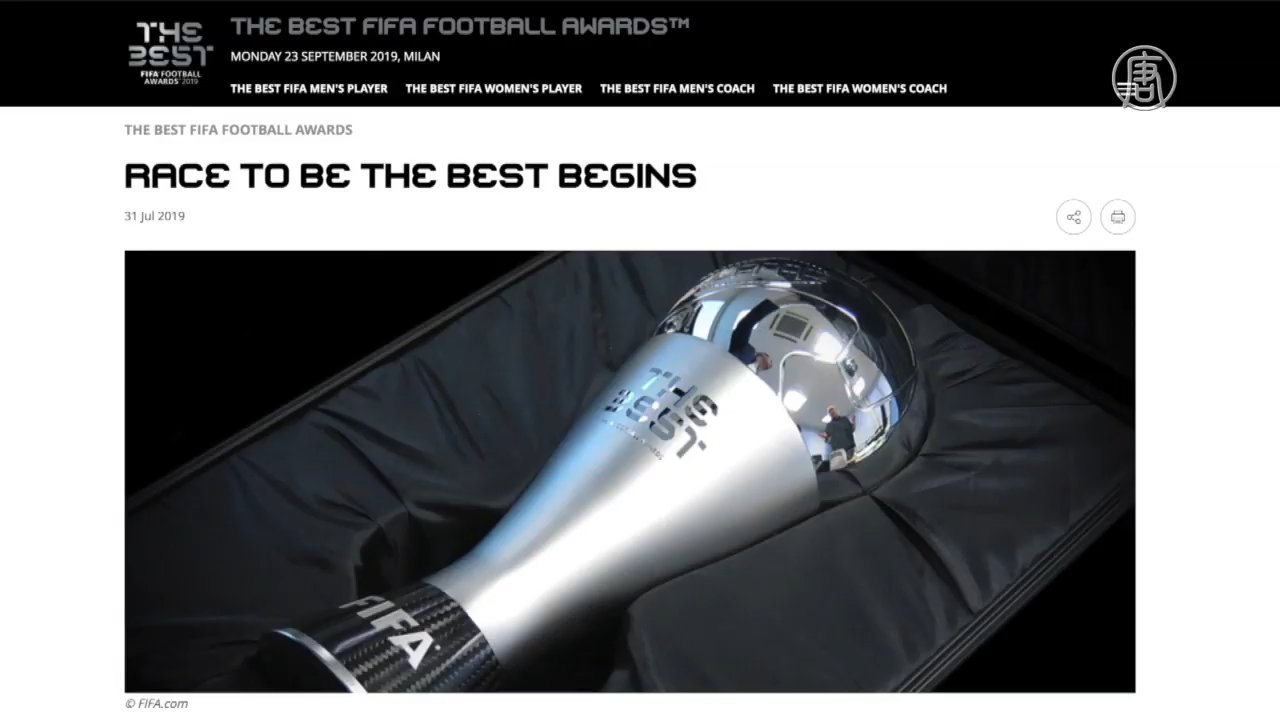 THE BEST
FIFA FOOTBALL
AWARDS 2019
THE BEST FIFA FOOTBALL AWARDS™
MONDAY 23 SEPTEMBER 2019, MILAN
THE BEST FIFA MEN'S PLAYER THE BEST FIFA WOMEN'S PLAYER THE BEST FIFA MEN'S COACH THE BEST FIFA WOMEN'S COACH
唐
THE BEST FIFA FOOTBALL AWARDS
RACE TO BE THE BEST BEGINS
31 Jul 2019
THE
BEST
FIFA
© FIFA.com